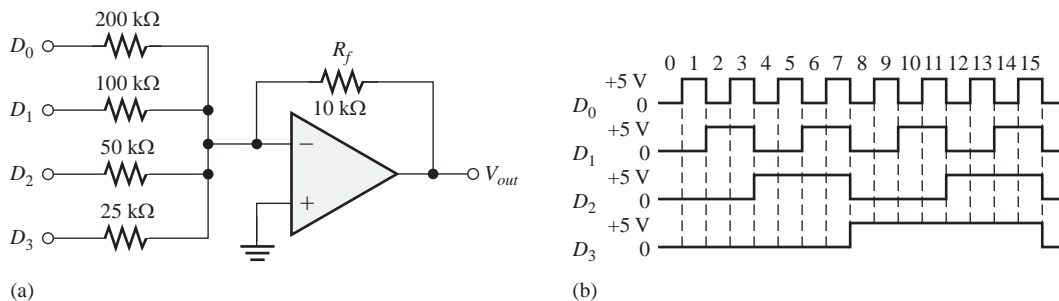 200 kΩ
D0
100 kΩ
D1
50 kΩ
D2
25 kΩ
D3
Rf
10 kΩ
−
+
Vout
(a)
0 1 2 3 4 5 6 7 8 9 10 11 12 13 14 15
+5 V
D0 0
+5 V
D1 0
+5 V
D2 0
+5 V
D3 0
(b)